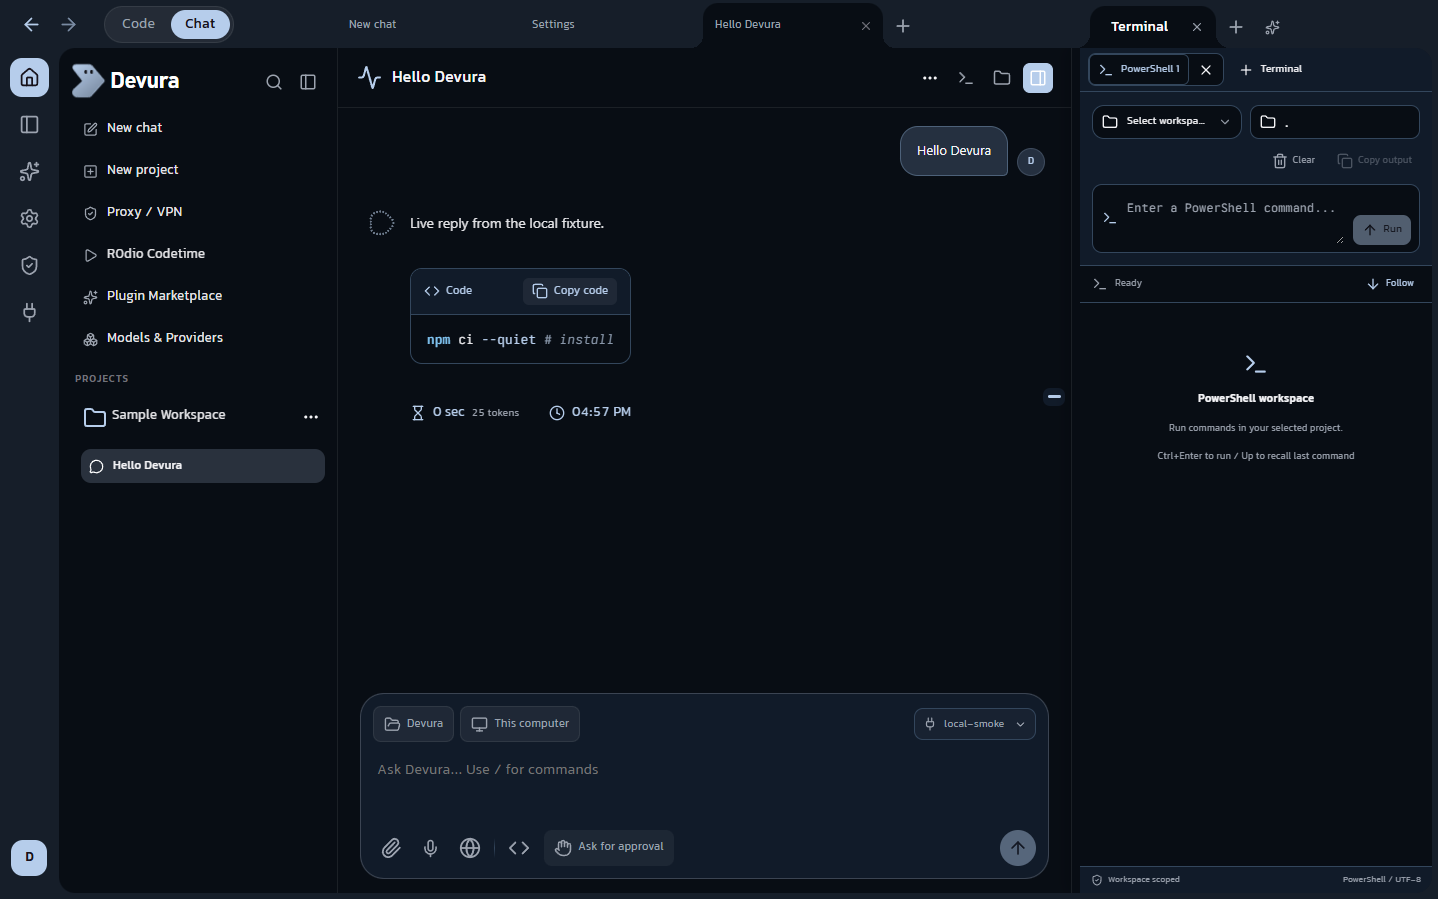 Code
Chat
New chat
Settings
Hello Devura
Terminal
Devura
New chat
New project
Proxy / VPN
R0dio Codetime
Plugin Marketplace
Models & Providers
PROJECTS
Sample Workspace
Hello Devura
Hello Devura
Hello Devura
D
Live reply from the local fixture.
Code
Copy code
npm ci --quiet # install
0 sec 25 tokens
04:57 PM
Devura
This computer
local-smoke
Ask Devura... Use / for commands
Ask for approval
D
PowerShell 1
Terminal
Select workspa...
.
Clear
Copy output
Enter a PowerShell command...
Run
Ready
Follow
PowerShell workspace
Run commands in your selected project.
Ctrl+Enter to run / Up to recall last command
Workspace scoped
PowerShell / UTF-8